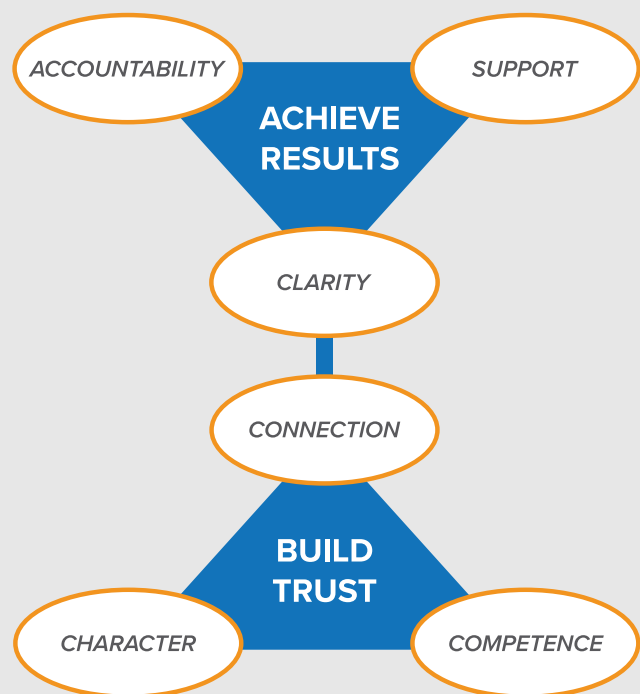 ACCOUNTABILITY
SUPPORT
ACHIEVE
RESULTS
CLARITY
CONNECTION
BUILD
TRUST
CHARACTER
COMPETENCE